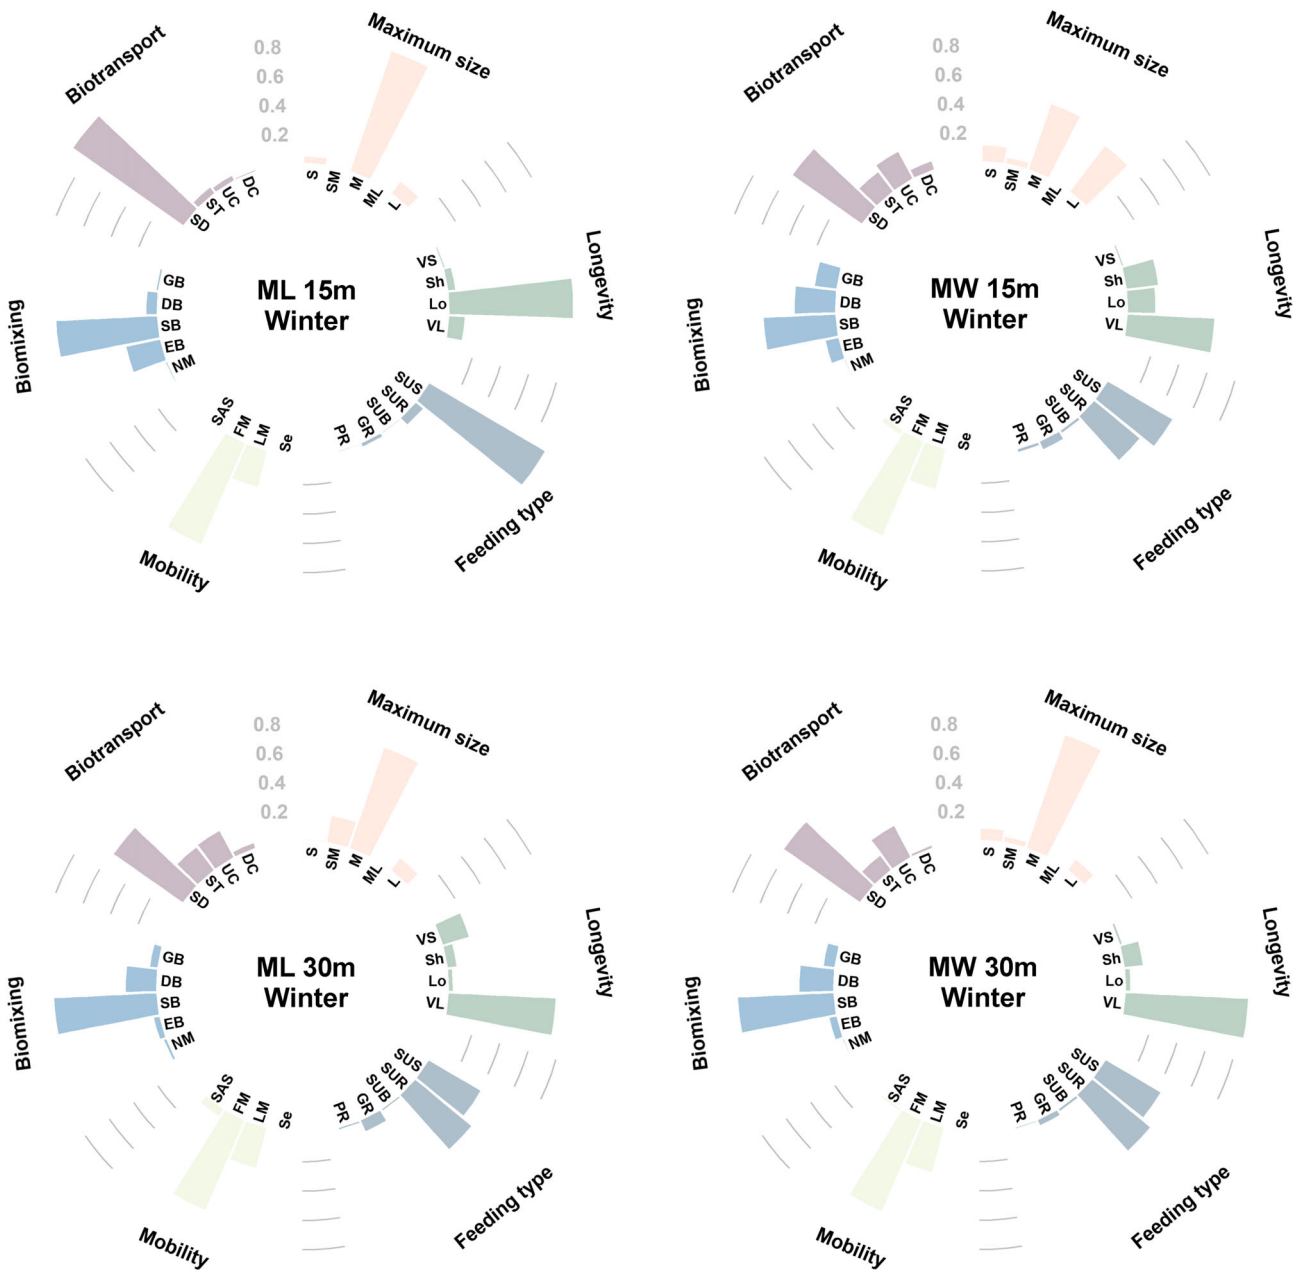 Biotransport
Maximum size
0.8
0.6
0.4
0.2
S
SM
M
ML
L
VS
Sh
Lo
VL
Longevity
SUS
SUR
SUB
GR
PR
Feeding type
Se
LM
FM
SAS
Mobility
NM
EB
SB
DB
GB
Biomixing
SD
ST
UC
DC
ML 15m
Winter
Biotransport
Maximum size
0.8
0.6
0.4
0.2
S
SM
M
ML
L
VS
Sh
Lo
VL
Longevity
SUS
SUR
SUB
GR
PR
Feeding type
Se
LM
FM
SAS
Mobility
NM
EB
SB
DB
GB
Biomixing
SD
ST
UC
DC
MW 15m
Winter
Biotransport
Maximum size
0.8
0.6
0.4
0.2
S
SM
M
ML
L
VS
Sh
Lo
VL
Longevity
SUS
SUR
SUB
GR
PR
Feeding type
Se
LM
FM
SAS
Mobility
NM
EB
SB
DB
GB
Biomixing
SD
ST
UC
DC
ML 30m
Winter
Biotransport
Maximum size
0.8
0.6
0.4
0.2
S
SM
M
ML
L
VS
Sh
Lo
VL
Longevity
SUS
SUR
SUB
GR
PR
Feeding type
Se
LM
FM
SAS
Mobility
NM
EB
SB
DB
GB
Biomixing
SD
ST
UC
DC
MW 30m
Winter